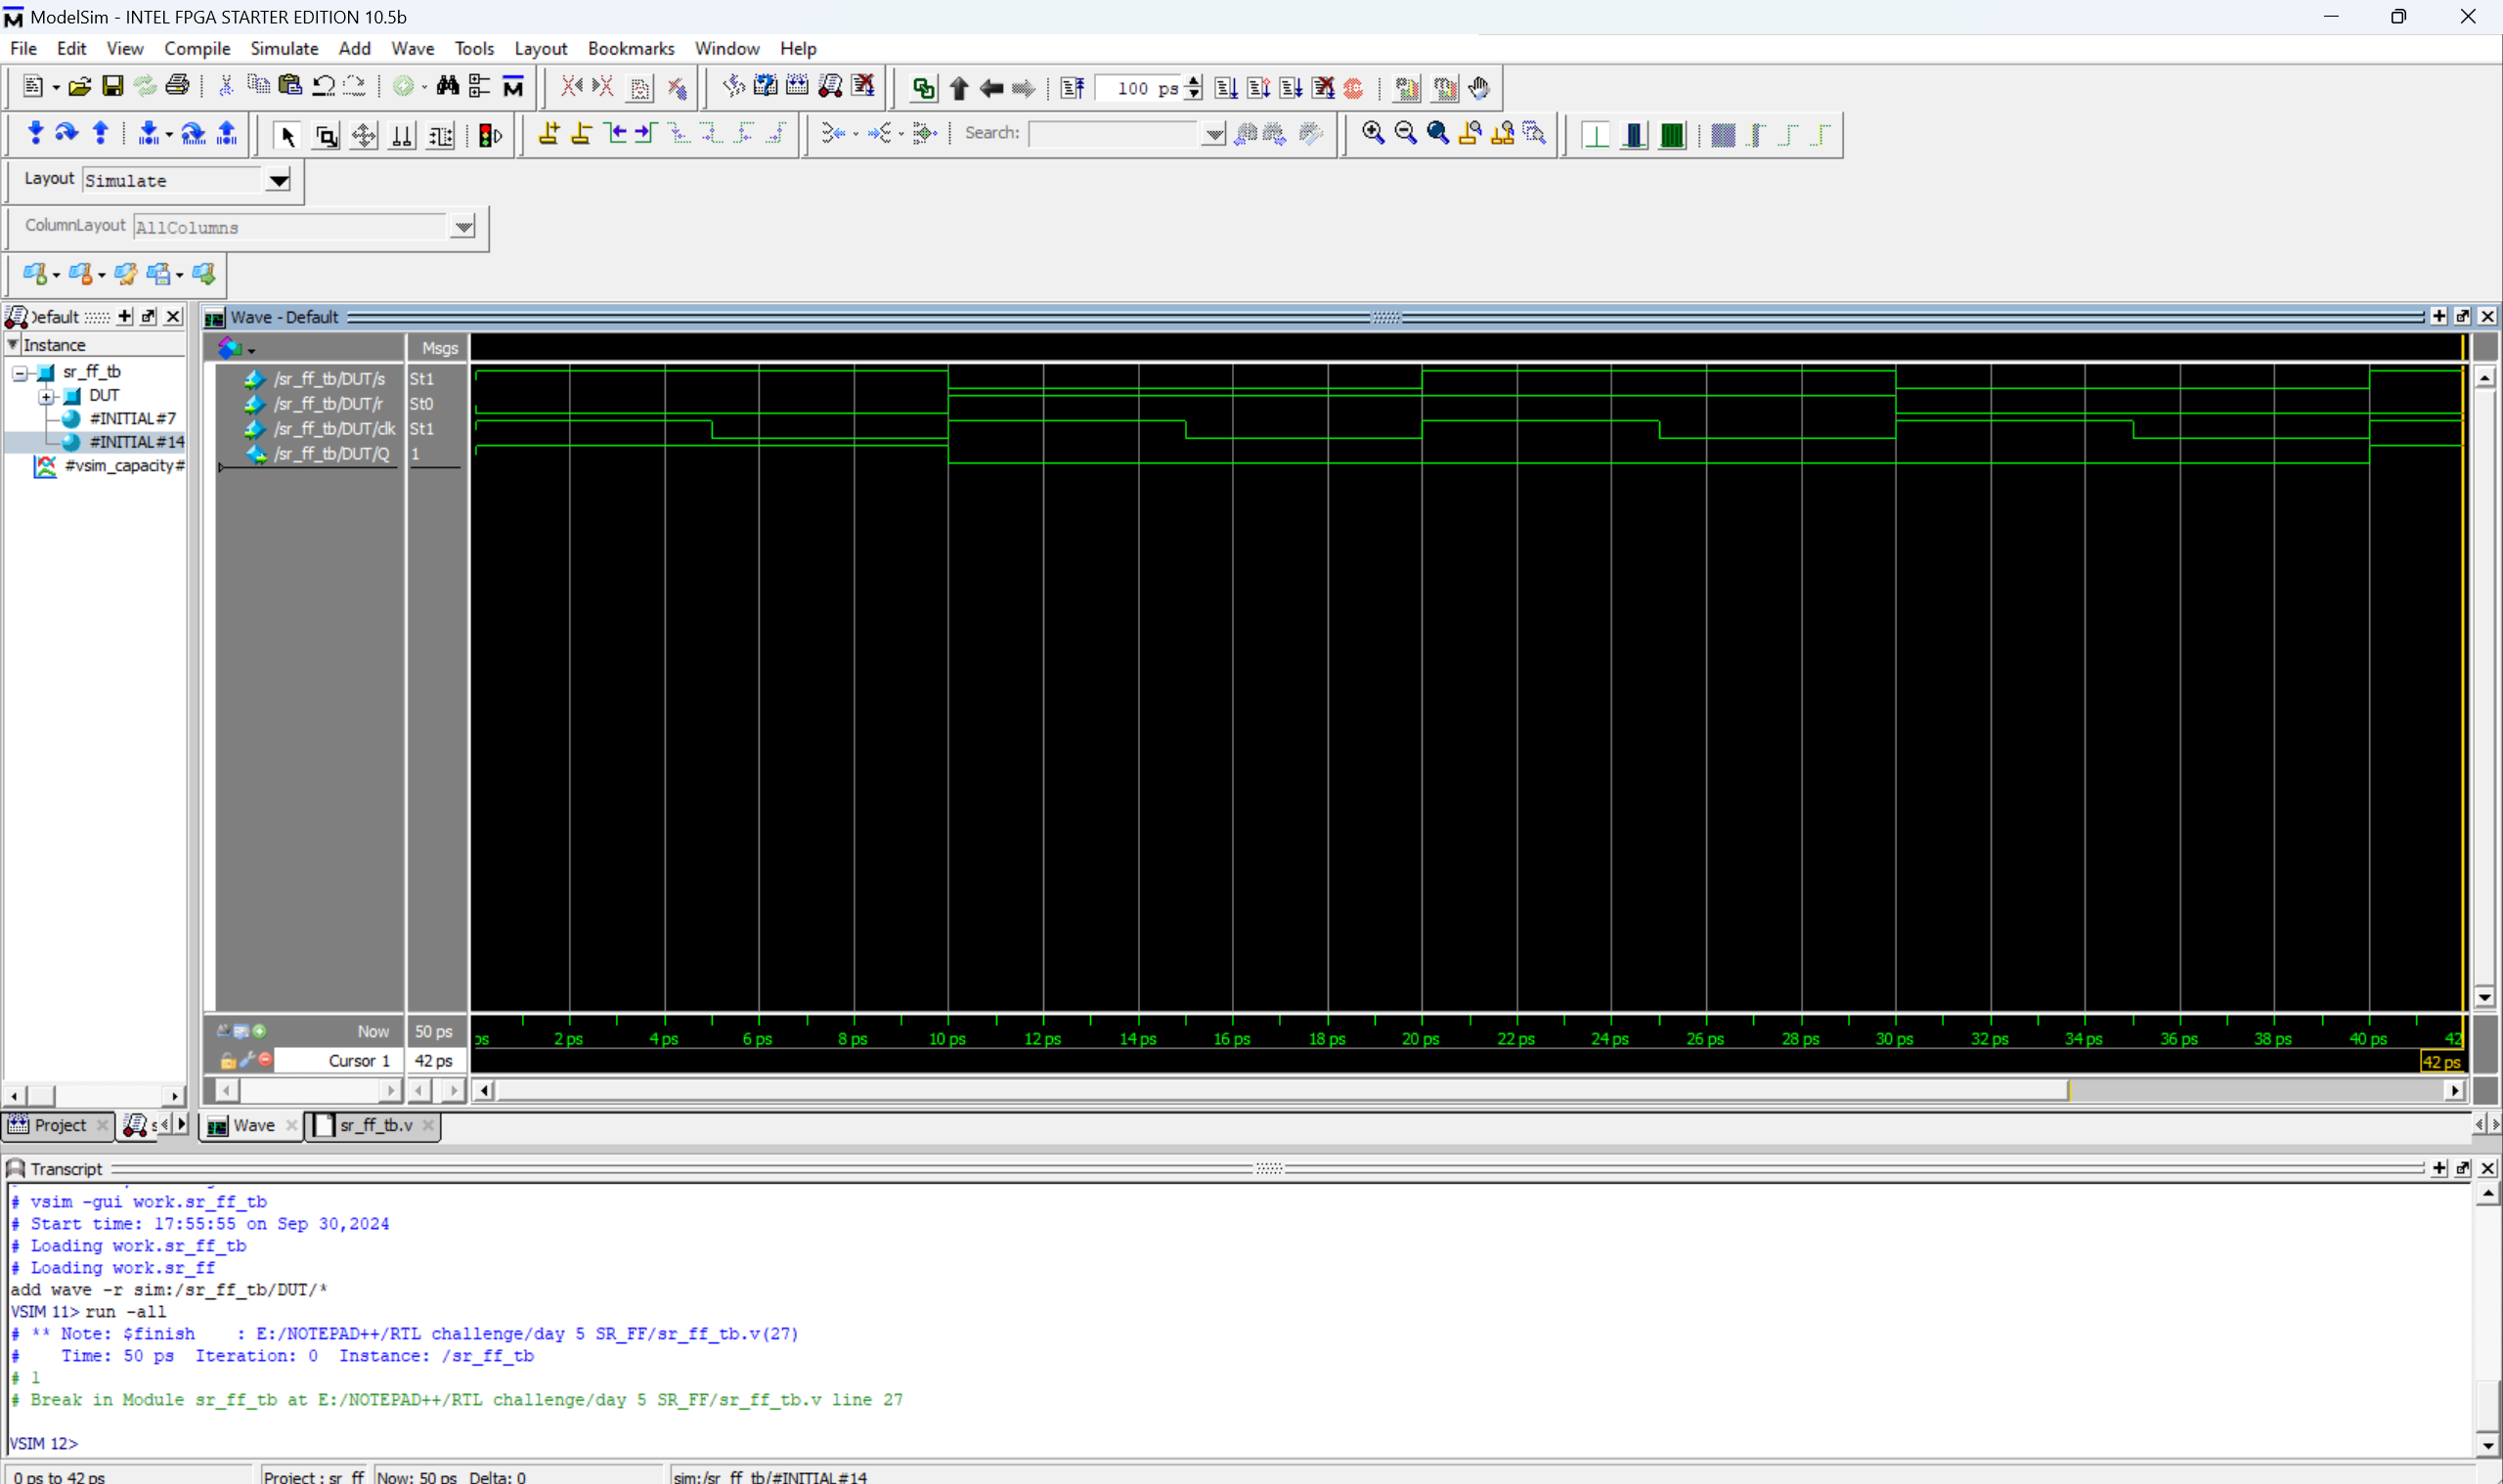 ModelSim - INTEL FPGA STARTER EDITION 10.5b
File Edit View Compile Simulate Add Wave Tools Layout Bookmarks Window Help
100 ps
Search:
Layout Simulate
ColumnLayout AllColumns
Default
Instance
sr_ff_tb
DUT
#INITIAL#7
#INITIAL#14
#vsim_capacity#
Wave - Default
Msgs
/sr_ff_tb/DUT/s St1
/sr_ff_tb/DUT/r St0
/sr_ff_tb/DUT/clk St1
/sr_ff_tb/DUT/Q 1
Now 50 ps
ps 2 ps 4 ps 6 ps 8 ps 10 ps 12 ps 14 ps 16 ps 18 ps 20 ps 22 ps 24 ps 26 ps 28 ps 30 ps 32 ps 34 ps 36 ps 38 ps 40 ps 42
Cursor 1 42 ps
42 ps
Project s
Wave sr_ff_tb.v
Transcript
# vsim -gui work.sr_ff_tb
# Start time: 17:55:55 on Sep 30,2024
# Loading work.sr_ff_tb
# Loading work.sr_ff
add wave -r sim:/sr_ff_tb/DUT/*
VSIM 11> run -all
# ** Note: $finish    : E:/NOTEPAD++/RTL challenge/day 5 SR_FF/sr_ff_tb.v(27)
#    Time: 50 ps  Iteration: 0  Instance: /sr_ff_tb
# 1
# Break in Module sr_ff_tb at E:/NOTEPAD++/RTL challenge/day 5 SR_FF/sr_ff_tb.v line 27
VSIM 12>
0 ps to 42 ps Project : sr_ff Now: 50 ps Delta: 0 sim:/sr_ff_tb/#INITIAL#14